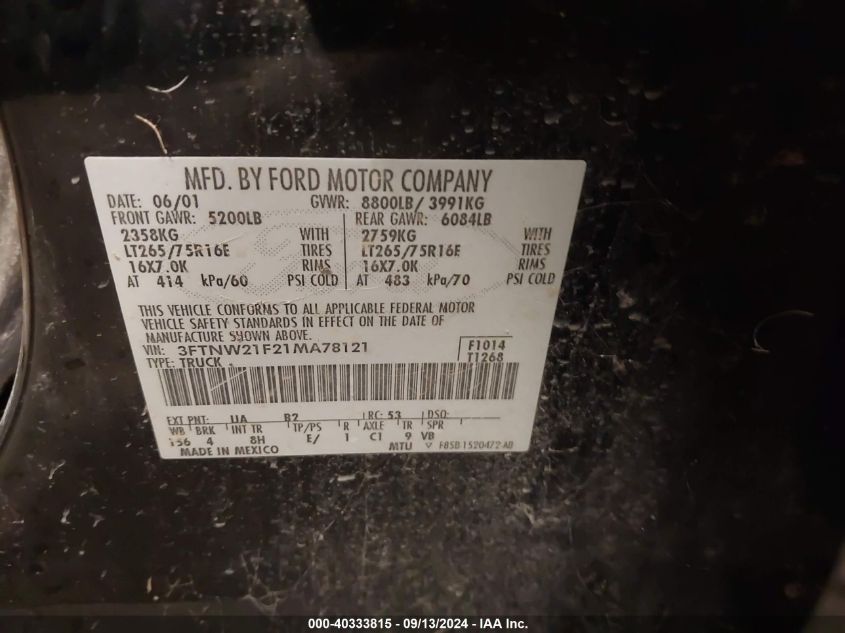 MFD. BY FORD MOTOR COMPANY
DATE: 06/01 GVWR: 8800LB/ 3991KG
FRONT GAWR: 5200LB REAR GAWR: 6084LB
2358KG WITH 2759KG WITH
LT265/75R16E TIRES LT265/75R16E TIRES
16X7.0K RIMS 16X7.0K RIMS
AT 414 kPa/60 PSI COLD AT 483 kPa/70 PSI COLD
THIS VEHICLE CONFORMS TO ALL APPLICABLE FEDERAL MOTOR
VEHICLE SAFETY STANDARDS IN EFFECT ON THE DATE OF
MANUFACTURE SHOWN ABOVE.
VIN: 3FTNW21F21MA78121 F1014
TYPE: TRUCK T1268
EXT PNT: UA B2 RC: 53 DSO:
WB BRK INT TR TP/PS R AXLE TR SPR
156 4 8H E/ 1 C1 9 VB
MADE IN MEXICO MTU F85B-1520472-AB
000-40333815 - 09/13/2024 - IAA Inc.